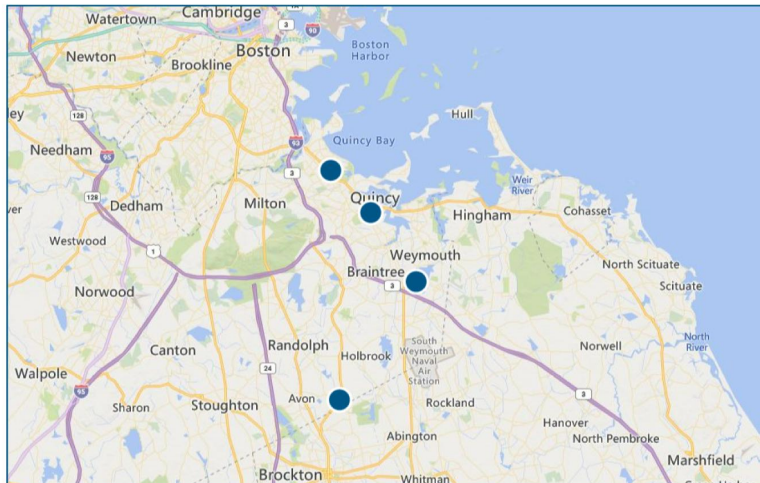 Cambridge
Watertown
3
90
Boston
Boston
Harbor
Newton
Brookline
128
ley
Hull
93
Quincy Bay
Needham
95
3
Weir
River
128
Quincy
Milton
Dedham
Hingham
Cohasset
ver
Westwood
1
Weymouth
Braintree
North Scituate
3
Scituate
Norwood
North
River
South
Weymouth
Naval
Air
Station
Randolph
Norwell
Canton
Holbrook
24
Walpole
95
3
Sharon
Stoughton
Avon
Rockland
Hanover
Abington
North Pembroke
Marshfield
Brockton
Whitman